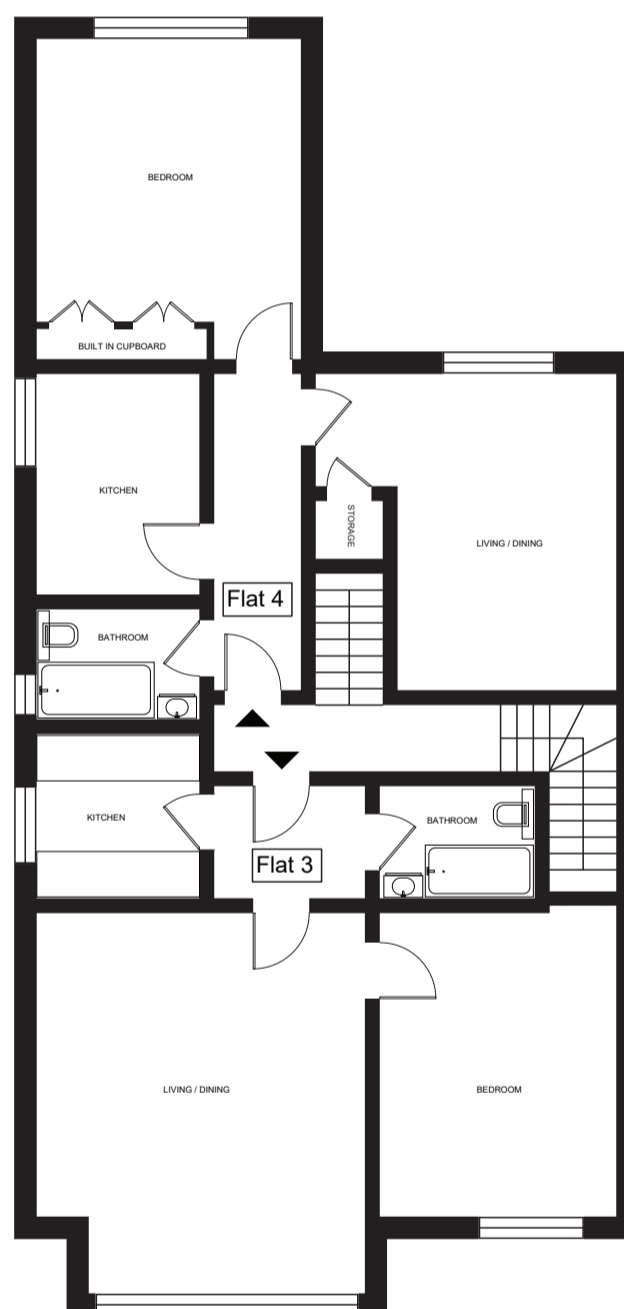 BEDROOM
BUILT IN CUPBOARD
KITCHEN
STORAGE
LIVING / DINING
Flat 4
BATHROOM
KITCHEN
BATHROOM
Flat 3
LIVING / DINING
BEDROOM